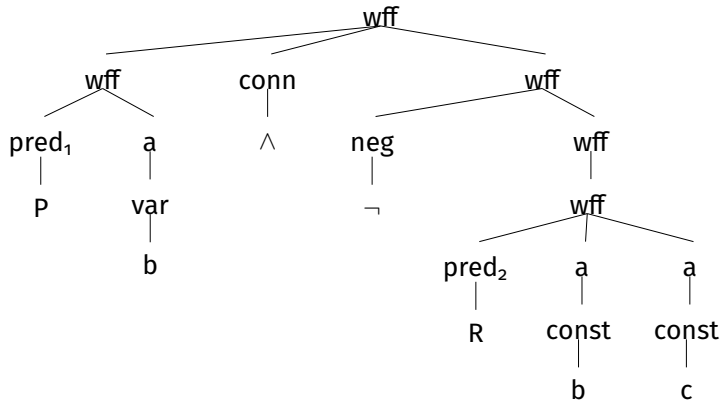 wff
wff conn wff
pred₁ a ∧ neg wff
P var ¬ wff
b pred₂ a a
R const const
b c